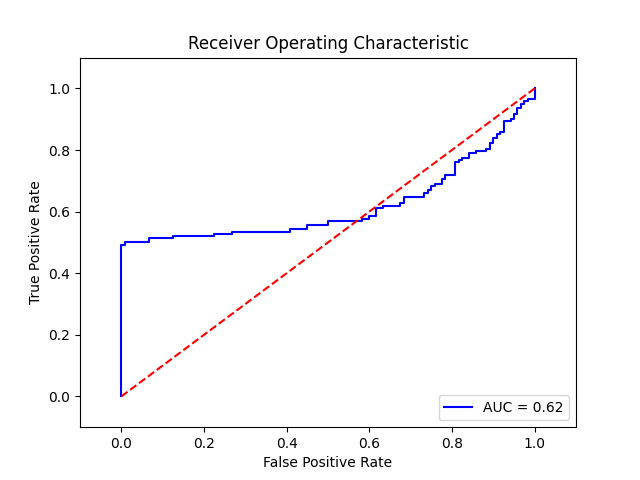 Receiver Operating Characteristic
True Positive Rate
1.0
0.8
0.6
0.4
0.2
0.0
AUC = 0.62
0.0 0.2 0.4 0.6 0.8 1.0
False Positive Rate